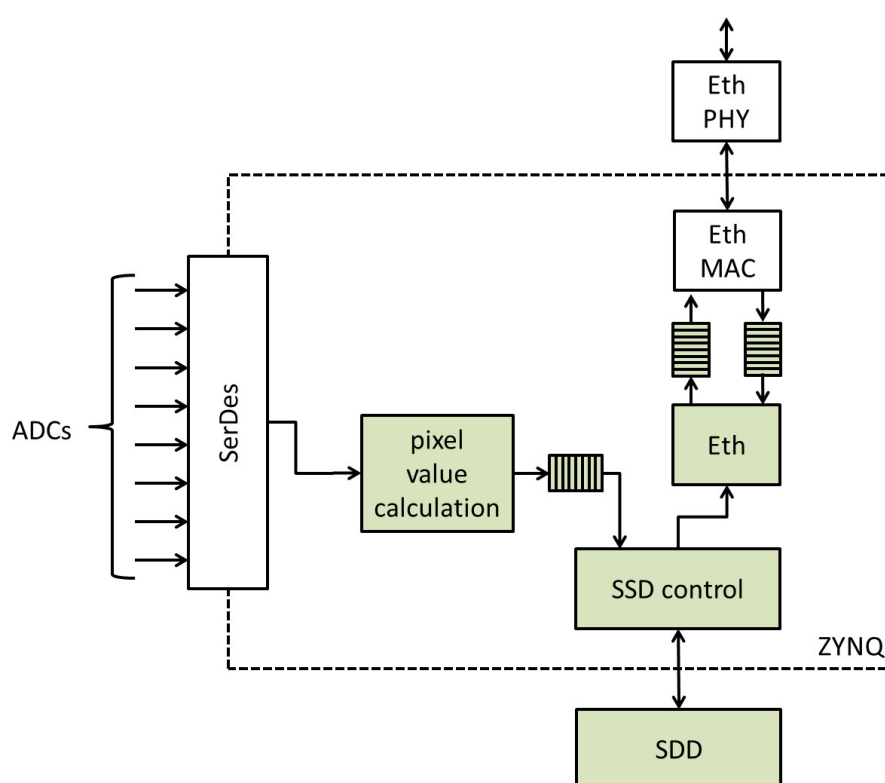 Eth
PHY
Eth
MAC
ADCs
SerDes
pixel
value
calculation
Eth
SSD control
ZYNQ
SDD